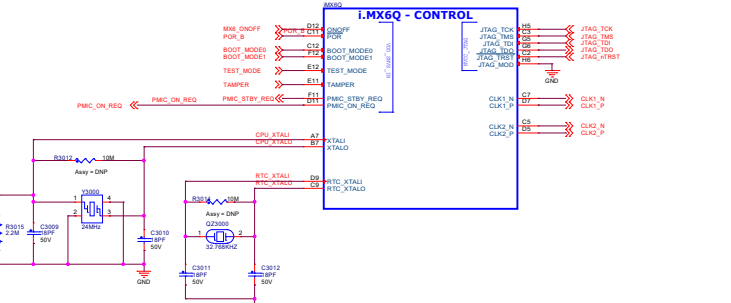 iMX6Q
i.MX6Q - CONTROL
MX6_ONOFF
POR_B
POR_B
D12
C11
ONOFF
POR
BOOT_MODE0
BOOT_MODE1
C12
F12
BOOT_MODE0
BOOT_MODE1
TEST_MODE
E12
TEST_MODE
TAMPER
E11
TAMPER
PMIC_STBY_REQ
F11
PMIC_STBY_REQ
PMIC_ON_REQ
PMIC_ON_REQ
D11
PMIC_ON_REQ
CPU_XTALI
A7
XTALI
CPU_XTALO
B7
XTALO
RTC_XTALI
D9
RTC_XTALI
RTC_XTALO
C9
RTC_XTALO
JTAG_TCK
H5
JTAG_TCK
JTAG_TMS
C3
JTAG_TMS
JTAG_TDI
G5
JTAG_TDI
JTAG_TDO
G6
JTAG_TDO
JTAG_TRST
C2
JTAG_nTRST
JTAG_MOD
H6
GND
CLK1_N
C7
CLK1_N
CLK1_P
D7
CLK1_P
CLK2_N
C5
CLK2_N
CLK2_P
D5
CLK2_P
R3012
10M
Assy = DNP
Y3000
1
4
2
3
24MHz
R3015
2.2M
C3009
18PF
50V
C3010
18PF
50V
GND
R3014
10M
Assy = DNP
QZ3000
1
2
32.768KHZ
C3011
18PF
50V
C3012
18PF
50V